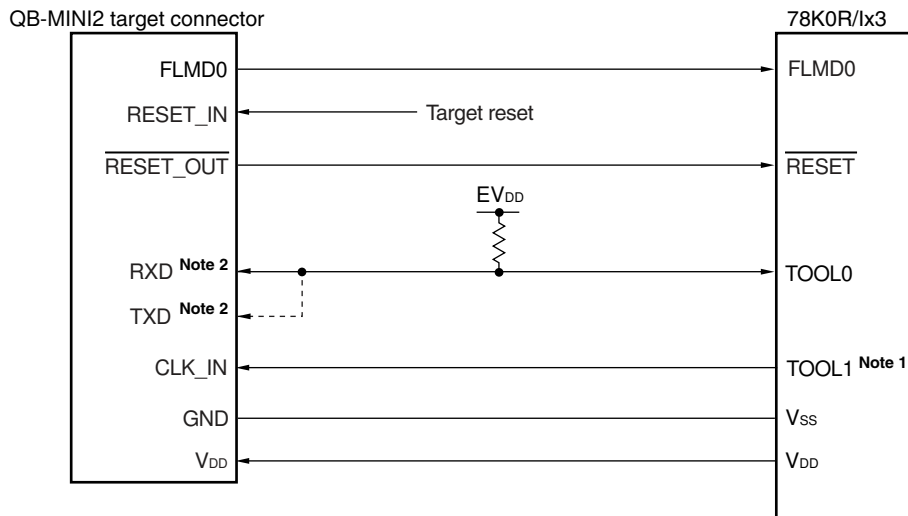 QB-MINI2 target connector
78K0R/Ix3
FLMD0
FLMD0
RESET_IN
Target reset
RESET_OUT
RESET
EVDD
RXD Note 2
TOOL0
TXD Note 2
CLK_IN
TOOL1 Note 1
GND
VSS
VDD
VDD